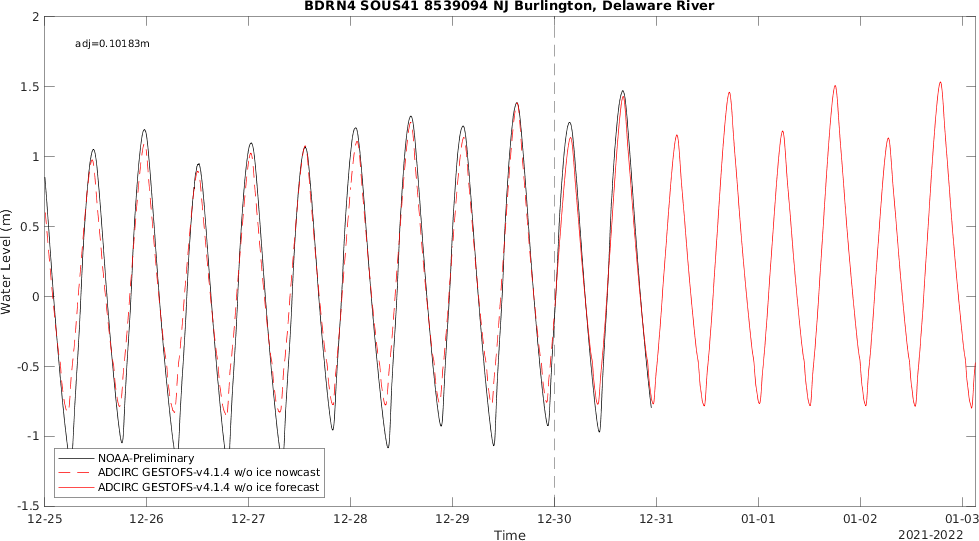 BDRN4 SOUS41 8539094 NJ Burlington, Delaware River
adj=0.10183m
2
1.5
1
0.5
0
-0.5
-1
-1.5
Water Level (m)
NOAA-Preliminary
ADCIRC GESTOFS-v4.1.4 w/o ice nowcast
ADCIRC GESTOFS-v4.1.4 w/o ice forecast
12-25 12-26 12-27 12-28 12-29 12-30 12-31 01-01 01-02 01-03
Time
2021-2022